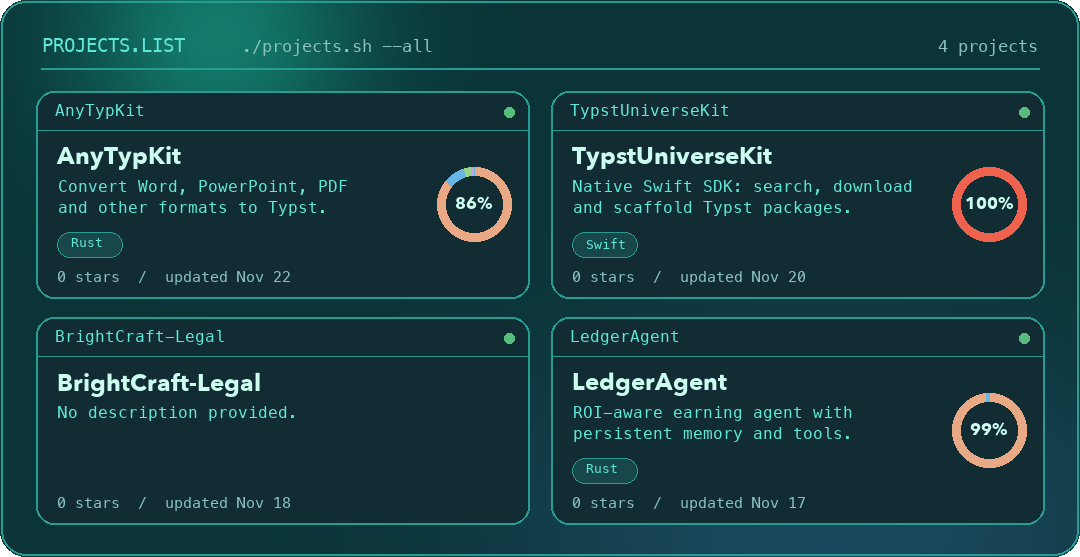 PROJECTS.LIST ./projects.sh --all 4 projects
AnyTypKit
AnyTypKit
Convert Word, PowerPoint, PDF
and other formats to Typst.
86%
Rust
0 stars / updated Nov 22
TypstUniverseKit
TypstUniverseKit
Native Swift SDK: search, download
and scaffold Typst packages.
100%
Swift
0 stars / updated Nov 20
BrightCraft-Legal
BrightCraft-Legal
No description provided.
0 stars / updated Nov 18
LedgerAgent
LedgerAgent
ROI-aware earning agent with
persistent memory and tools.
99%
Rust
0 stars / updated Nov 17